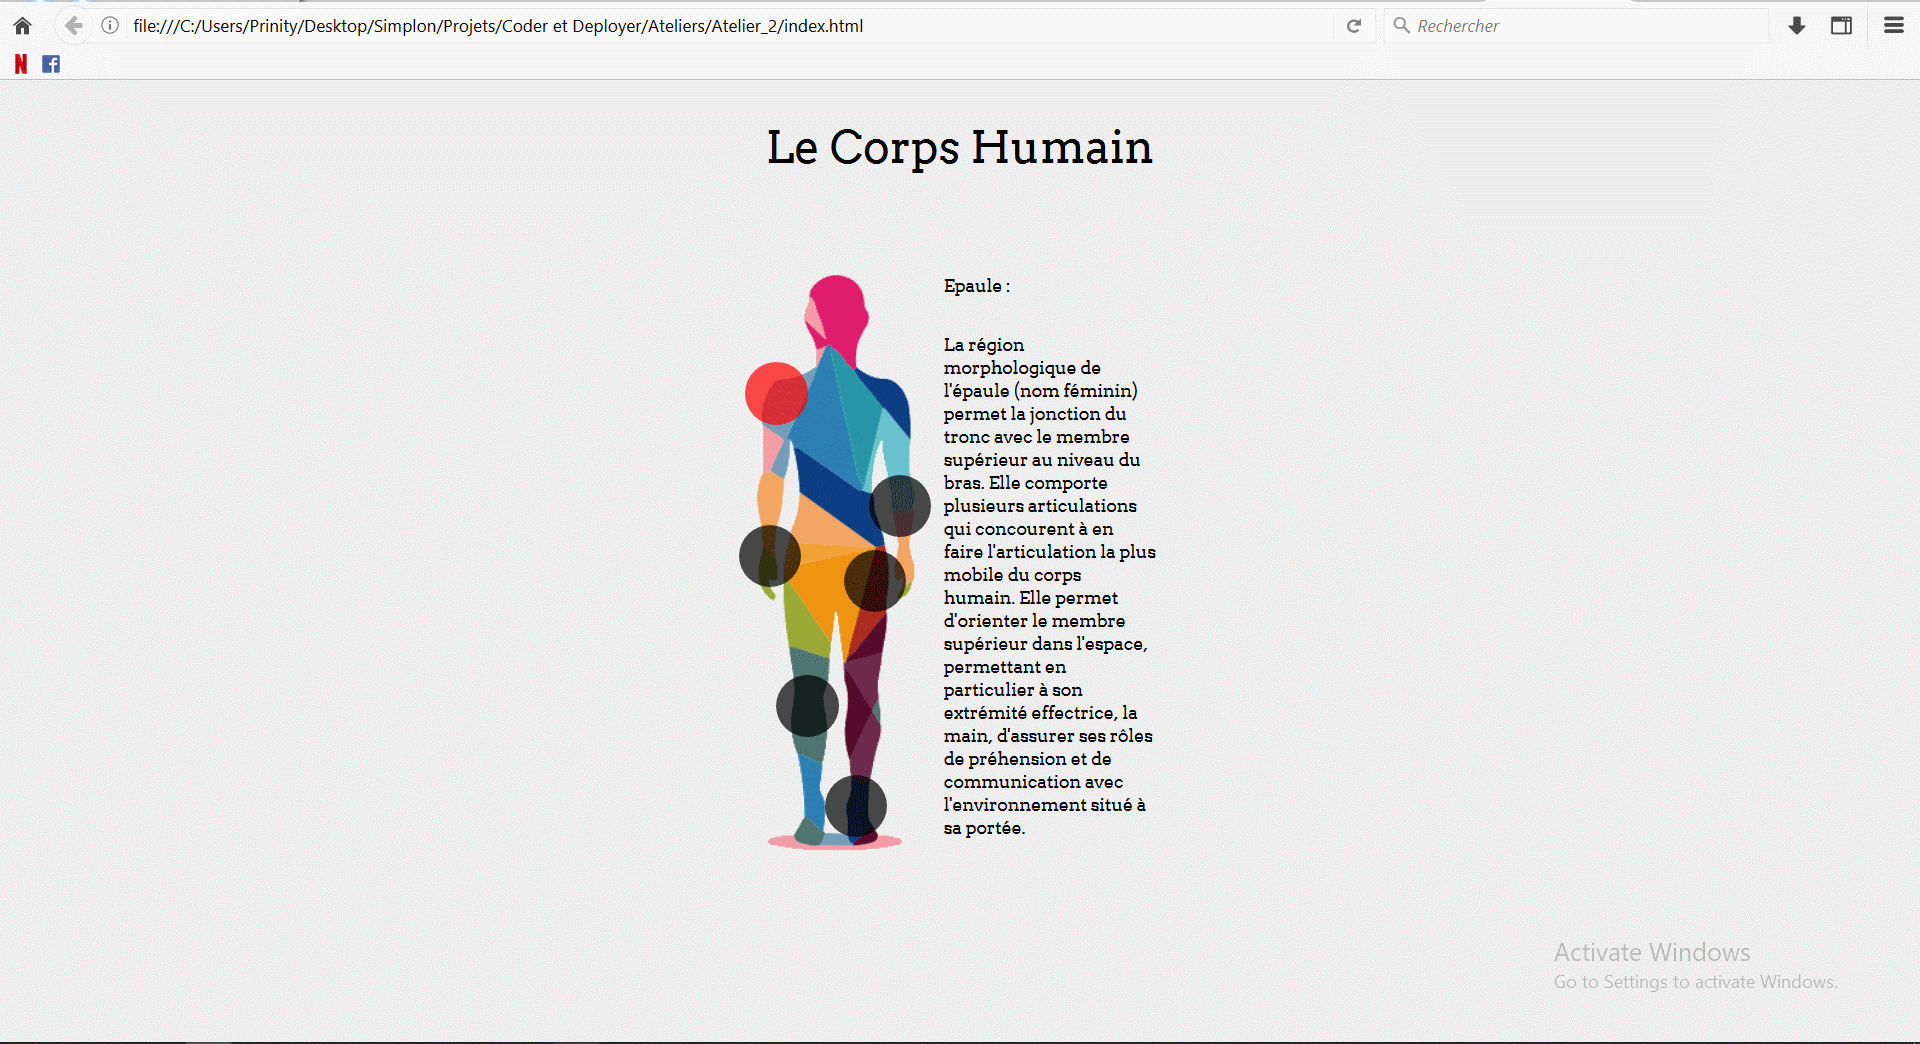 file:///C:/Users/Prinity/Desktop/Simplon/Projets/Coder et Deployer/Ateliers/Atelier_2/index.html
Rechercher
N f
Le Corps Humain
Epaule :
La région
morphologique de
l'épaule (nom féminin)
permet la jonction du
tronc avec le membre
supérieur au niveau du
bras. Elle comporte
plusieurs articulations
qui concourent à en
faire l'articulation la plus
mobile du corps
humain. Elle permet
d'orienter le membre
supérieur dans l'espace,
permettant en
particulier à son
extrémité effectrice, la
main, d'assurer ses rôles
de préhension et de
communication avec
l'environnement situé à
sa portée.
Activate Windows
Go to Settings to activate Windows.